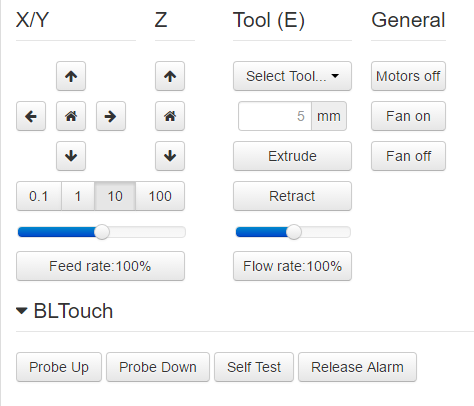 X/Y Z Tool (E) General
Select Tool... Motors off
5 mm Fan on
Extrude Fan off
0.1 1 10 100 Retract
Feed rate:100% Flow rate:100%
BLTouch
Probe Up Probe Down Self Test Release Alarm